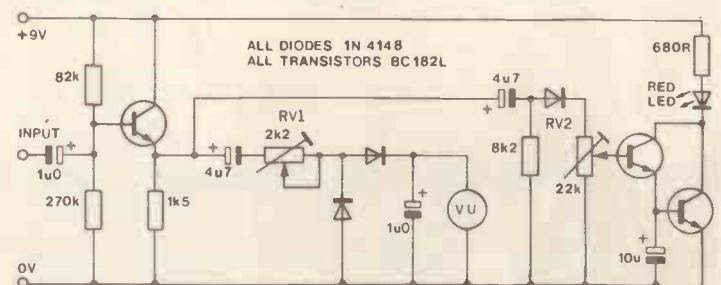 +9V
ALL DIODES 1N 4148
ALL TRANSISTORS BC182L
680R
82k
4u7
+
RED
LED
RV1
2k2
RV2
INPUT
+
1u0
+
4u7
8k2
22k
270k
1k5
+
1u0
VU
+
10u
0V